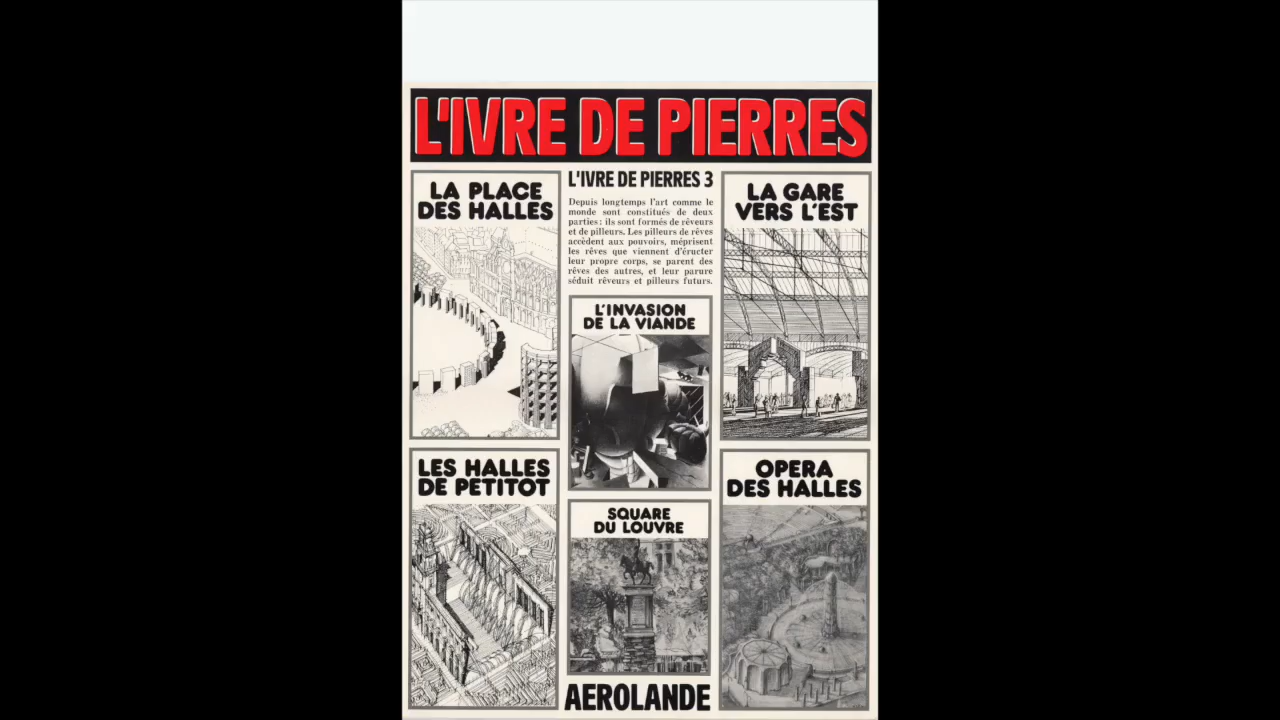 L'IVRE DE PIERRES
LA PLACE
DES HALLES
L'IVRE DE PIERRES 3
Depuis longtemps l'art comme le
monde sont constitués de deux
parties : ils sont formés de rêveurs
et de pilleurs. Les pilleurs de rêves
accèdent aux pouvoirs, méprisent
les rêves que viennent d'éructer
leur propre corps, se parent des
rêves des autres, et leur parure
séduit rêveurs et pilleurs futurs.
LA GARE
VERS L'EST
L'INVASION
DE LA VIANDE
LES HALLES
DE PETITOT
SQUARE
DU LOUVRE
OPERA
DES HALLES
AEROLANDE